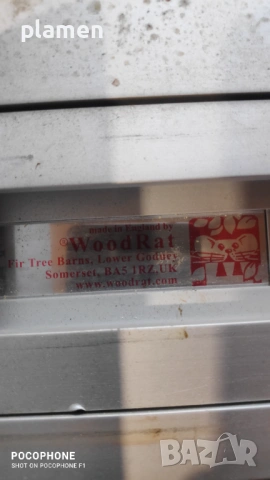 plamen
made in England by
© WoodRat
Fir Tree Barns, Lower Godney
Somerset, BA5 1RZ.UK
www.woodrat.com
POCOPHONE
SHOT ON POCOPHONE F1
BAZAR